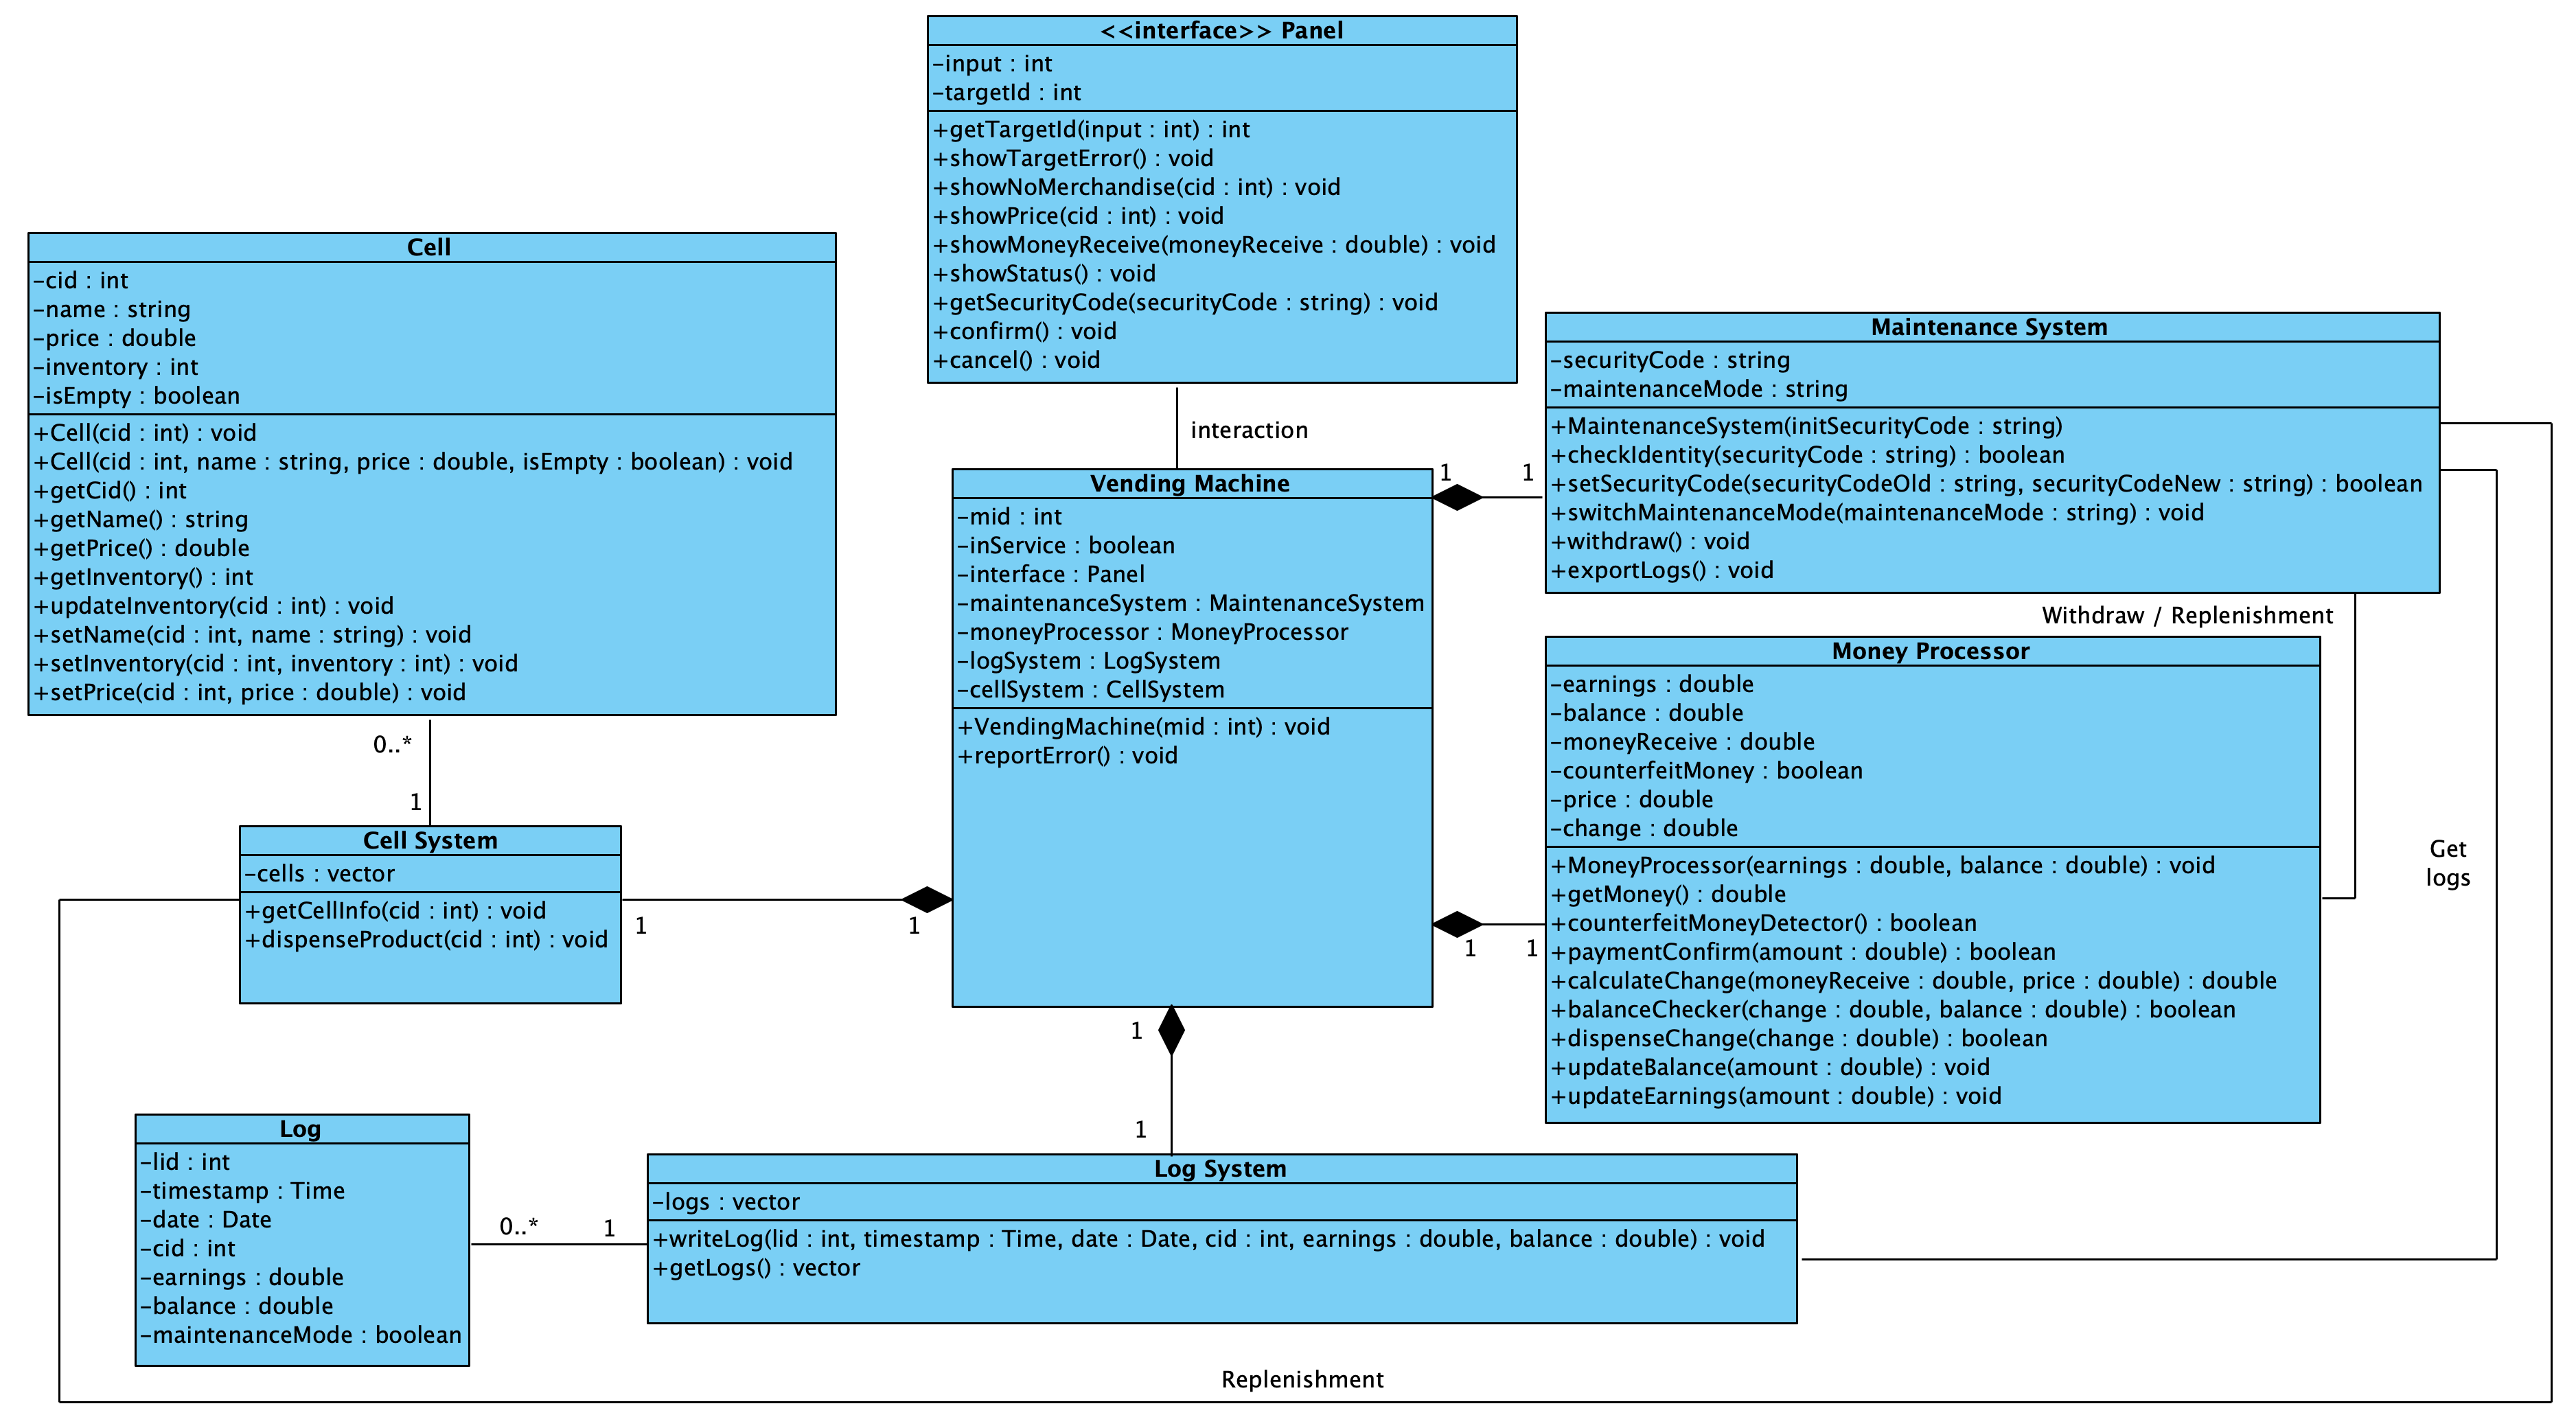 <<interface>> Panel
-input : int
-targetId : int
+getTargetId(input : int) : int
+showTargetError() : void
+showNoMerchandise(cid : int) : void
+showPrice(cid : int) : void
+showMoneyReceive(moneyReceive : double) : void
+showStatus() : void
+getSecurityCode(securityCode : string) : void
+confirm() : void
+cancel() : void
Cell
-cid : int
-name : string
-price : double
-inventory : int
-isEmpty : boolean
+Cell(cid : int) : void
+Cell(cid : int, name : string, price : double, isEmpty : boolean) : void
+getCid() : int
+getName() : string
+getPrice() : double
+getInventory() : int
+updateInventory(cid : int) : void
+setName(cid : int, name : string) : void
+setInventory(cid : int, inventory : int) : void
+setPrice(cid : int, price : double) : void
interaction
Maintenance System
-securityCode : string
-maintenanceMode : string
+MaintenanceSystem(initSecurityCode : string)
+checkIdentity(securityCode : string) : boolean
+setSecurityCode(securityCodeOld : string, securityCodeNew : string) : boolean
+switchMaintenanceMode(maintenanceMode : string) : void
+withdraw() : void
+exportLogs() : void
1
1
Vending Machine
-mid : int
-inService : boolean
-interface : Panel
-maintenanceSystem : MaintenanceSystem
-moneyProcessor : MoneyProcessor
-logSystem : LogSystem
-cellSystem : CellSystem
+VendingMachine(mid : int) : void
+reportError() : void
Withdraw / Replenishment
Money Processor
-earnings : double
-balance : double
-moneyReceive : double
-counterfeitMoney : boolean
-price : double
-change : double
+MoneyProcessor(earnings : double, balance : double) : void
+getMoney() : double
+counterfeitMoneyDetector() : boolean
+paymentConfirm(amount : double) : boolean
+calculateChange(moneyReceive : double, price : double) : double
+balanceChecker(change : double, balance : double) : boolean
+dispenseChange(change : double) : boolean
+updateBalance(amount : double) : void
+updateEarnings(amount : double) : void
Get
logs
0..*
1
Cell System
-cells : vector
+getCellInfo(cid : int) : void
+dispenseProduct(cid : int) : void
1
1
1
1
1
1
Log
-lid : int
-timestamp : Time
-date : Date
-cid : int
-earnings : double
-balance : double
-maintenanceMode : boolean
0..*
1
Log System
-logs : vector
+writeLog(lid : int, timestamp : Time, date : Date, cid : int, earnings : double, balance : double) : void
+getLogs() : vector
Replenishment